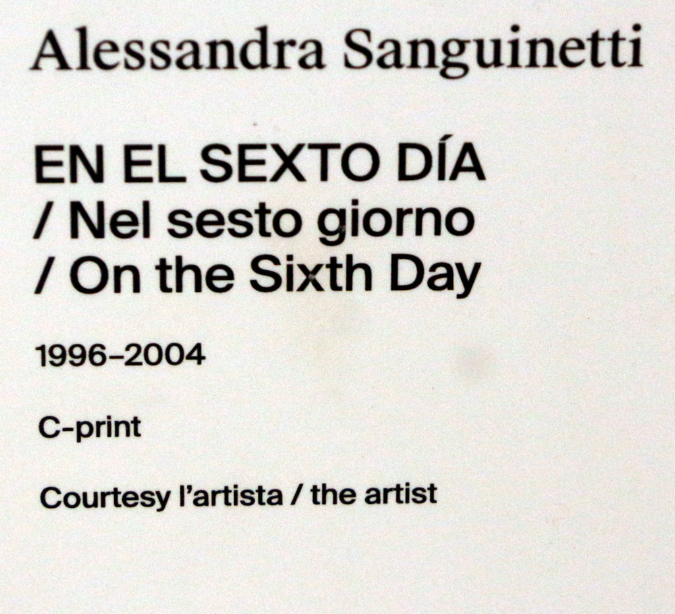 Alessandra Sanguinetti
EN EL SEXTO DÍA
/ Nel sesto giorno
/ On the Sixth Day
1996–2004
C-print
Courtesy l’artista / the artist